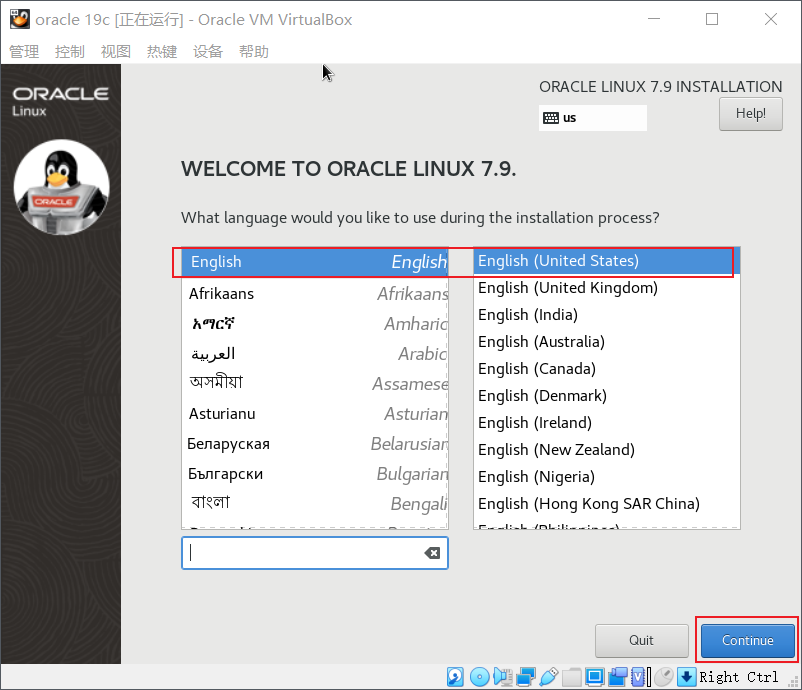 oracle 19c [正在运行] - Oracle VM VirtualBox
管理 控制 视图 热键 设备 帮助
ORACLE
Linux
ORACLE
ORACLE LINUX 7.9 INSTALLATION
us
Help!
WELCOME TO ORACLE LINUX 7.9.
What language would you like to use during the installation process?
English English
Afrikaans Afrikaans
አማርኛ Amharic
العربية Arabic
অসমীয়া Assamese
Asturianu Asturian
Беларуская Belarusian
Български Bulgarian
বাংলা Bengali
English (United States)
English (United Kingdom)
English (India)
English (Australia)
English (Canada)
English (Denmark)
English (Ireland)
English (New Zealand)
English (Nigeria)
English (Hong Kong SAR China)
English (Philippines)
Quit
Continue
Right Ctrl